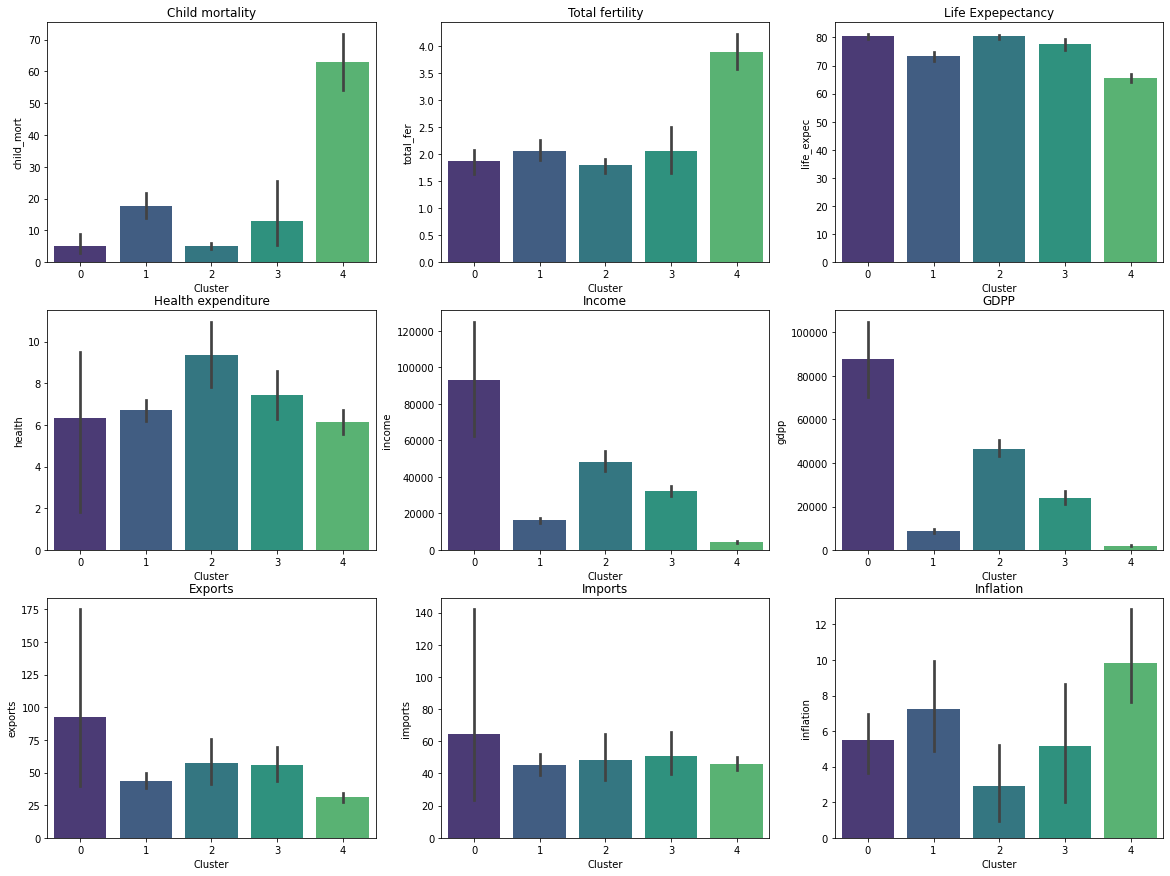 Child mortality
70
60
50
40
30
20
10
0
child_mort
0 1 2 3 4
Cluster
Total fertility
4.0
3.5
3.0
2.5
2.0
1.5
1.0
0.5
0.0
total_fer
0 1 2 3 4
Cluster
Life Expepectancy
80
70
60
50
40
30
20
10
0
life_expec
0 1 2 3 4
Cluster
Health expenditure
10
8
6
4
2
0
health
0 1 2 3 4
Cluster
Income
120000
100000
80000
60000
40000
20000
0
income
0 1 2 3 4
Cluster
GDPP
100000
80000
60000
40000
20000
0
gdpp
0 1 2 3 4
Cluster
Exports
175
150
125
100
75
50
25
0
exports
0 1 2 3 4
Cluster
Imports
140
120
100
80
60
40
20
0
imports
0 1 2 3 4
Cluster
Inflation
12
10
8
6
4
2
0
inflation
0 1 2 3 4
Cluster